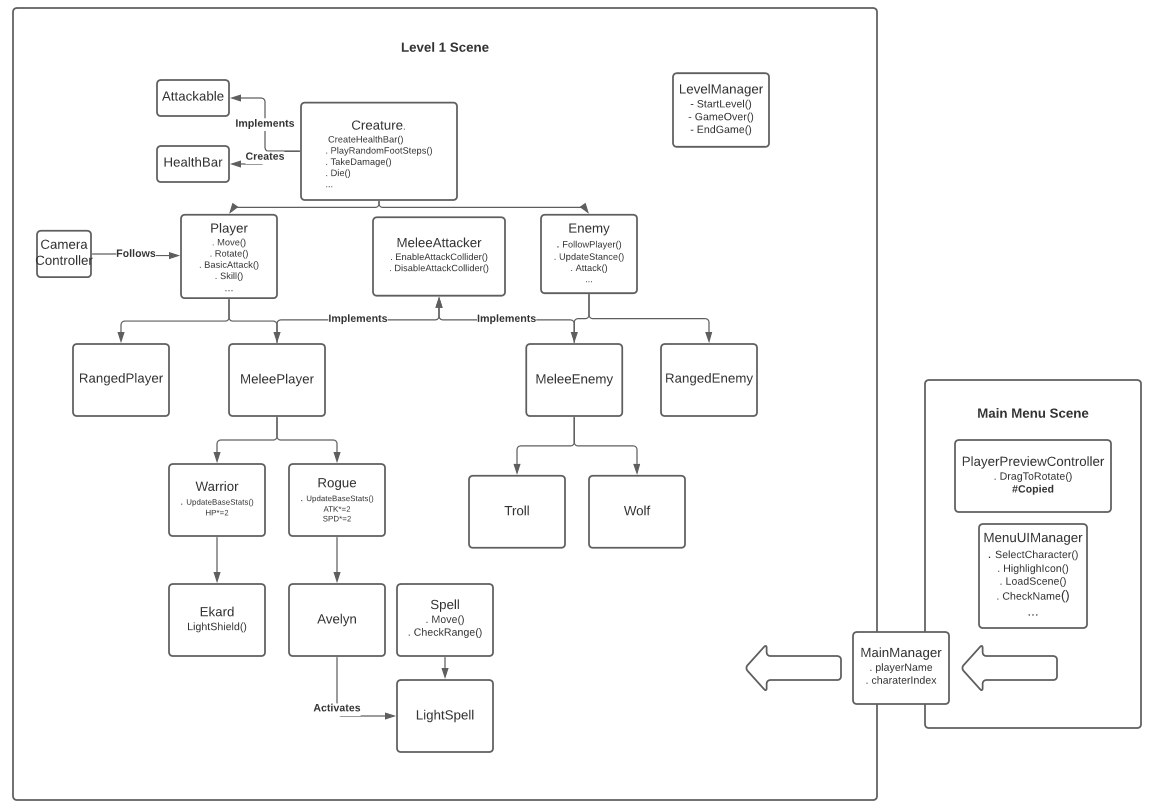 Level 1 Scene
Attackable
Implements
HealthBar
Creates
Creature.
CreateHealthBar()
. PlayRandomFootSteps()
. TakeDamage()
. Die()
...
LevelManager
- StartLevel()
- GameOver()
- EndGame()
Camera
Controller
Follows
Player
. Move()
. Rotate()
. BasicAttack()
. Skill()
...
MeleeAttacker
. EnableAttackCollider()
. DisableAttackCollider()
Enemy
. FollowPlayer()
. UpdateStance()
. Attack()
...
Implements
Implements
RangedPlayer
MeleePlayer
MeleeEnemy
RangedEnemy
Warrior
. UpdateBaseStats()
HP*=2
Rogue
. UpdateBaseStats()
ATK*=2
SPD*=2
Troll
Wolf
Ekard
LightShield()
Avelyn
Spell
. Move()
. CheckRange()
Activates
LightSpell
Main Menu Scene
PlayerPreviewController
. DragToRotate()
#Copied
MenuUIManager
. SelectCharacter()
. HighlighIcon()
. LoadScene()
. CheckName()
...
MainManager
. playerName
. charaterIndex